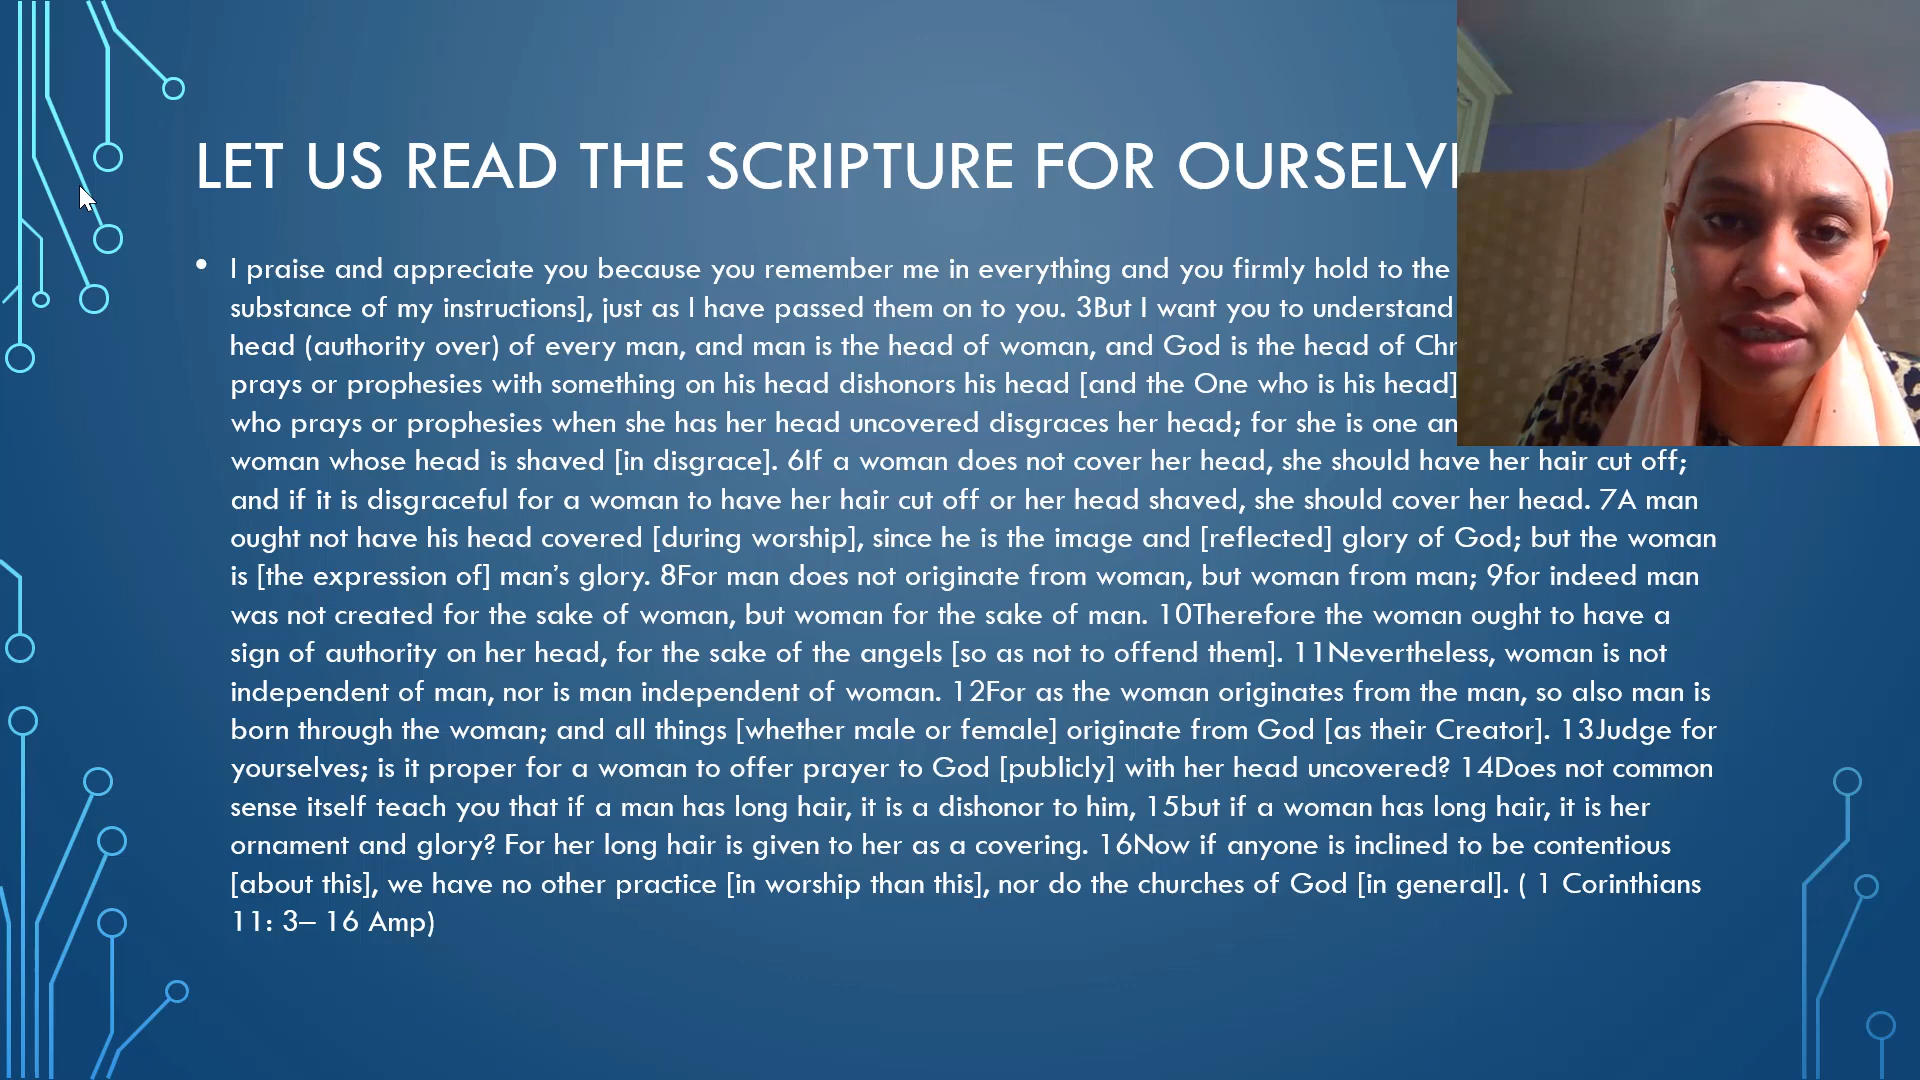 LET US READ THE SCRIPTURE FOR OURSELV
I praise and appreciate you because you remember me in everything and you firmly hold to the
substance of my instructions], just as I have passed them on to you. 3But I want you to understand
head (authority over) of every man, and man is the head of woman, and God is the head of Chr
prays or prophesies with something on his head dishonors his head [and the One who is his head]
who prays or prophesies when she has her head uncovered disgraces her head; for she is one an
woman whose head is shaved [in disgrace]. 6If a woman does not cover her head, she should have her hair cut off;
and if it is disgraceful for a woman to have her hair cut off or her head shaved, she should cover her head. 7A man
ought not have his head covered [during worship], since he is the image and [reflected] glory of God; but the woman
is [the expression of] man’s glory. 8For man does not originate from woman, but woman from man; 9for indeed man
was not created for the sake of woman, but woman for the sake of man. 10Therefore the woman ought to have a
sign of authority on her head, for the sake of the angels [so as not to offend them]. 11Nevertheless, woman is not
independent of man, nor is man independent of woman. 12For as the woman originates from the man, so also man is
born through the woman; and all things [whether male or female] originate from God [as their Creator]. 13Judge for
yourselves; is it proper for a woman to offer prayer to God [publicly] with her head uncovered? 14Does not common
sense itself teach you that if a man has long hair, it is a dishonor to him, 15but if a woman has long hair, it is her
ornament and glory? For her long hair is given to her as a covering. 16Now if anyone is inclined to be contentious
[about this], we have no other practice [in worship than this], nor do the churches of God [in general]. ( 1 Corinthians
11: 3– 16 Amp)